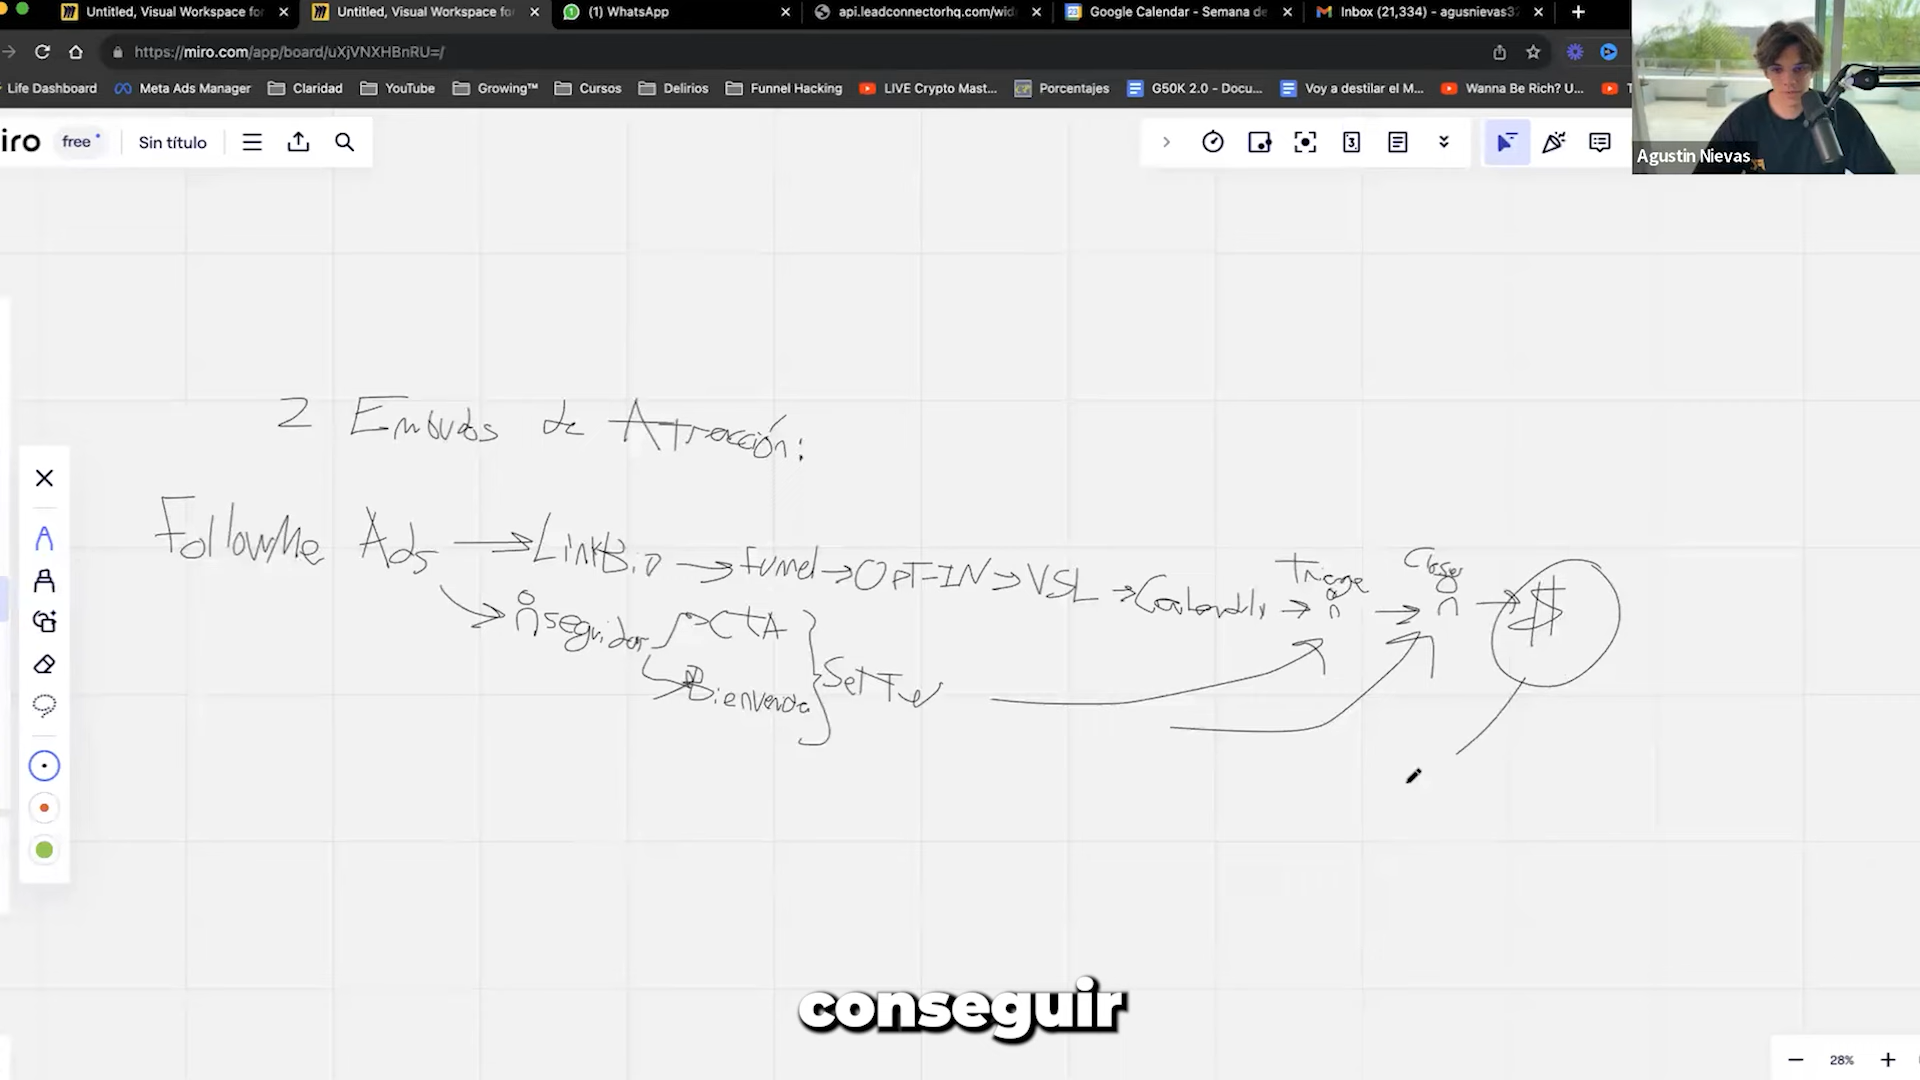 Untitled, Visual Workspace for
Untitled, Visual Workspace fo
(1) WhatsApp
api.leadconnectorhq.com/wid
Google Calendar - Semana de
Inbox (21,334) - agusnievas32
https://miro.com/app/board/uXjVNXHBnRU=/
Life Dashboard
Meta Ads Manager
Claridad
YouTube
Growing™
Cursos
Delirios
Funnel Hacking
LIVE Crypto Mast...
Porcentajes
G50K 2.0 - Docu...
Voy a destilar el M...
Wanna Be Rich? U...
iro
free
Sin título
3
Agustin Nievas
2 Embudos de Atracción:
FollowMe Ads → LinkBio → Funnel → OPT-IN → VSL → Calendly → Triage → Closer → $
seguidor CTA
Bienvenida
Setter
conseguir
28%